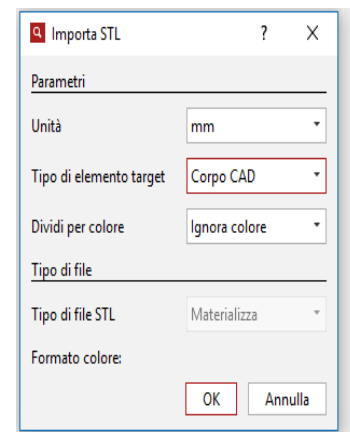 Importa STL ? X
Parametri
Unità mm
Tipo di elemento target Corpo CAD
Dividi per colore Ignora colore
Tipo di file
Tipo di file STL Materializza
Formato colore:
OK Annulla